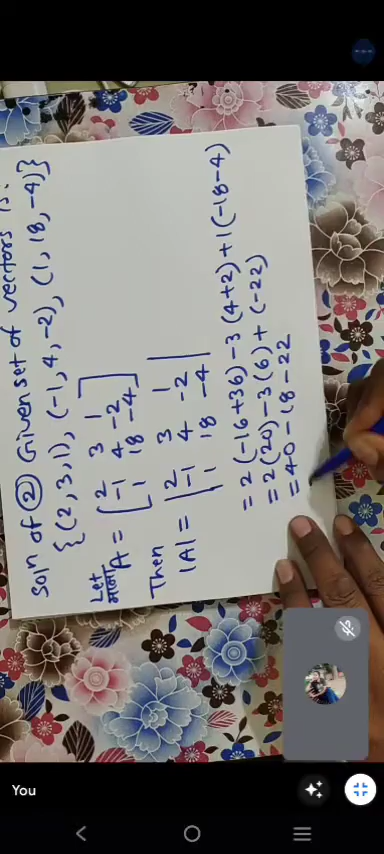 Soln of ② Given set of vectors is.
{(2,3,1), (-1,4,-2), (1,18,-4)}
Let
माना
A = [2 3 1
-1 4 -2
1 18 -4]
Then
|A| = |2 3 1
-1 4 -2
1 18 -4|
= 2(-16+36)-3(4+2)+1(-18-4)
= 2(20)-3(6)+(-22)
= 40-18-22
You